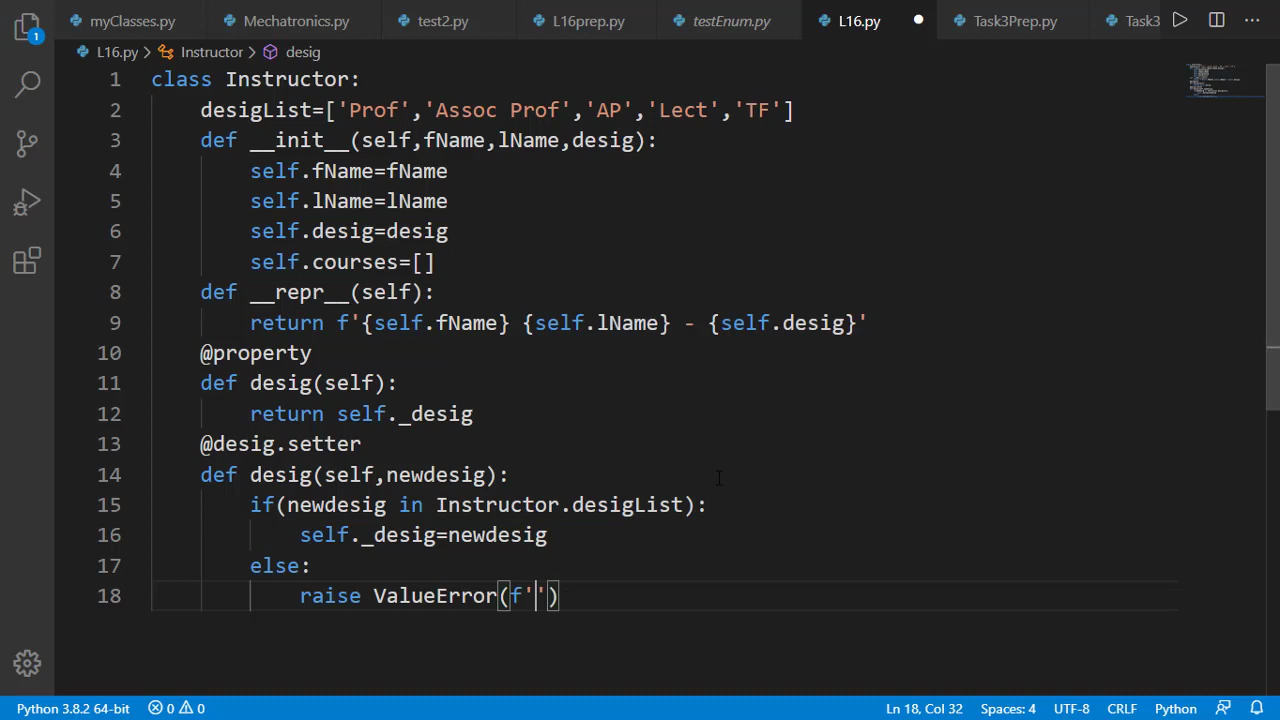 myClasses.py Mechatronics.py test2.py L16prep.py testEnum.py L16.py Task3Prep.py Task3
1
L16.py > Instructor > desig
1 class Instructor:
2 desigList=['Prof','Assoc Prof','AP','Lect','TF']
3 def __init__(self,fName,lName,desig):
4 self.fName=fName
5 self.lName=lName
6 self.desig=desig
7 self.courses=[]
8 def __repr__(self):
9 return f'{self.fName} {self.lName} - {self.desig}'
10 @property
11 def desig(self):
12 return self._desig
13 @desig.setter
14 def desig(self,newdesig):
15 if(newdesig in Instructor.desigList):
16 self._desig=newdesig
17 else:
18 raise ValueError(f'')
Python 3.8.2 64-bit 0 0 Ln 18, Col 32 Spaces: 4 UTF-8 CRLF Python